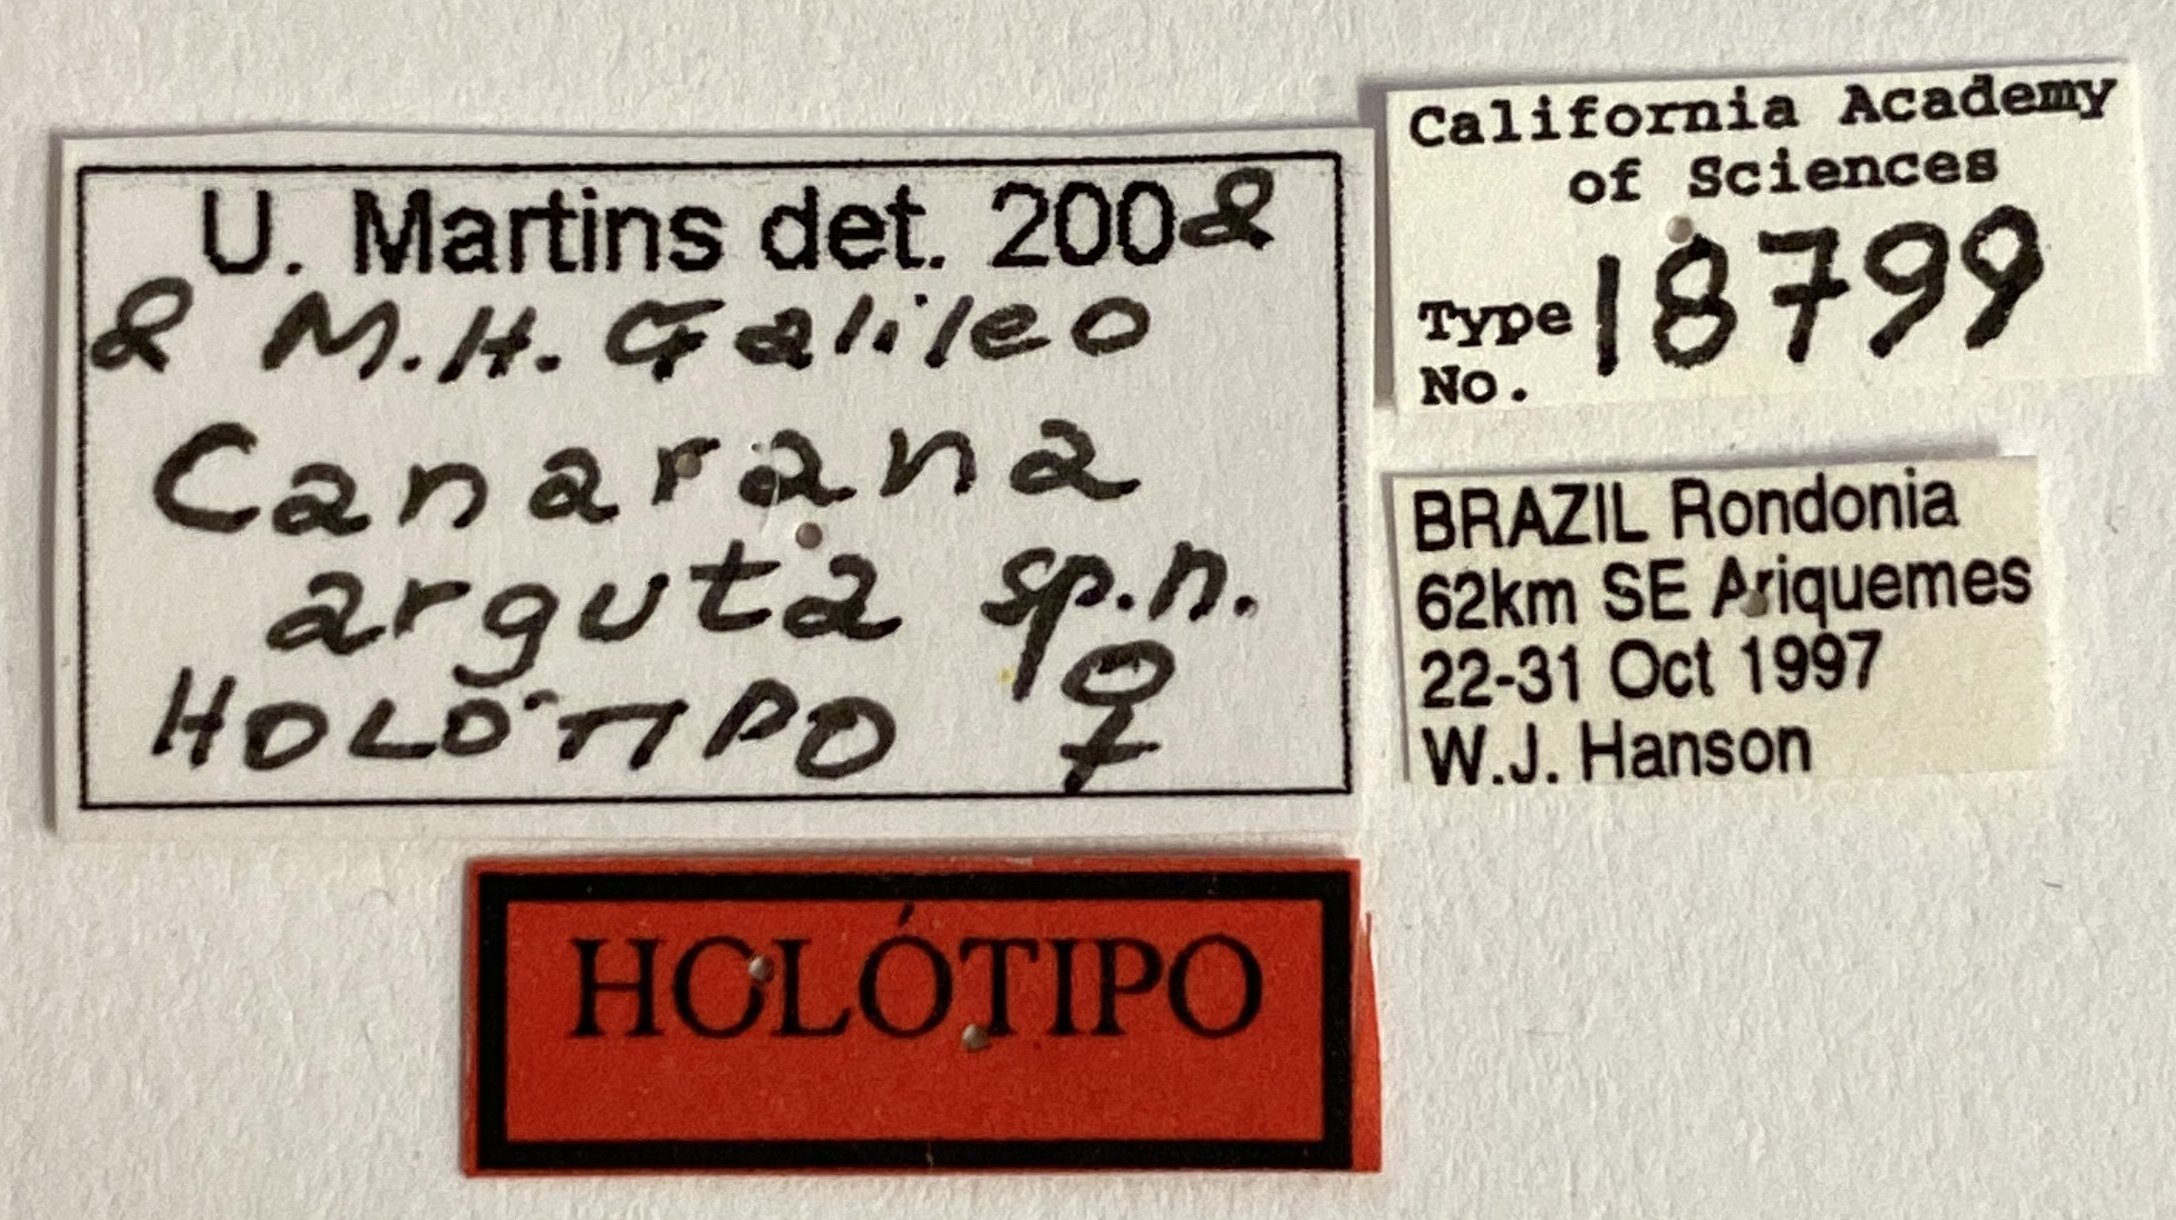 U. Martins det. 2008
& M.H. Galileo
Canarana
arguta sp.n.
HOLÓTIPO ♀
HOLÓTIPO
California Academy
of Sciences
Type 18799
No.
BRAZIL Rondonia
62km SE Ariquemes
22-31 Oct 1997
W.J. Hanson